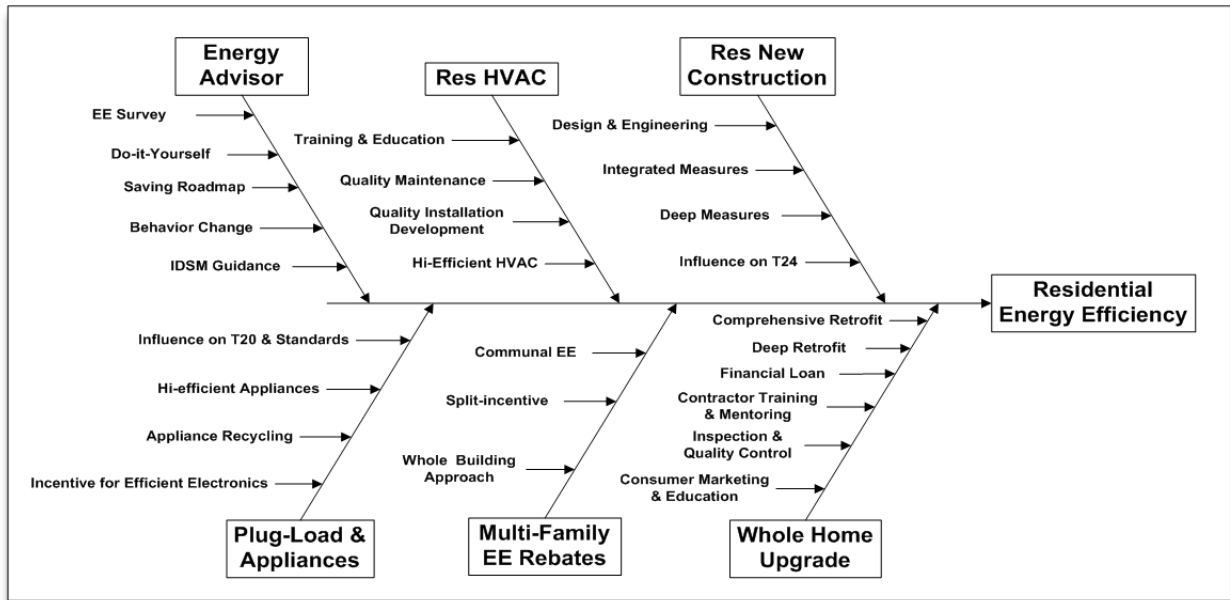 Energy
Advisor
Res HVAC
Res New
Construction
EE Survey
Do-it-Yourself
Saving Roadmap
Behavior Change
IDSM Guidance
Training & Education
Quality Maintenance
Quality Installation
Development
Hi-Efficient HVAC
Design & Engineering
Integrated Measures
Deep Measures
Influence on T24
Residential
Energy Efficiency
Influence on T20 & Standards
Hi-efficient Appliances
Appliance Recycling
Incentive for Efficient Electronics
Communal EE
Split-incentive
Whole Building
Approach
Comprehensive Retrofit
Deep Retrofit
Financial Loan
Contractor Training
& Mentoring
Inspection &
Quality Control
Consumer Marketing
& Education
Plug-Load &
Appliances
Multi-Family
EE Rebates
Whole Home
Upgrade